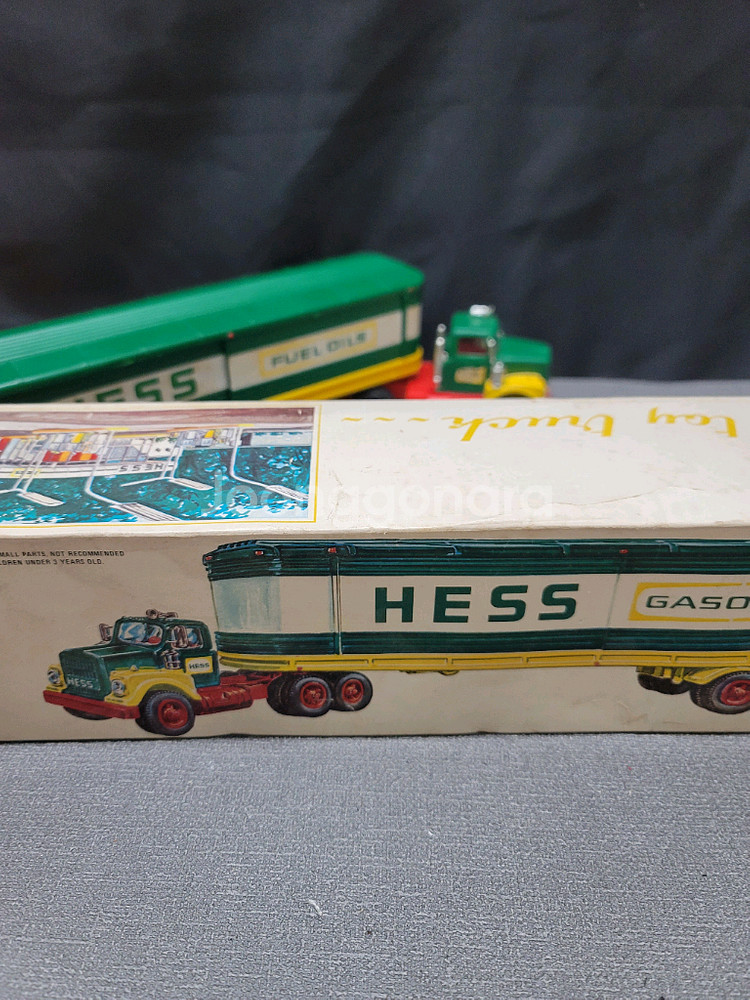 HESS
FUEL OILS
toy truck
HESS
MALL PARTS. NOT RECOMMENDED
LDREN UNDER 3 YEARS OLD.
HESS
GASO
HESS
HESS